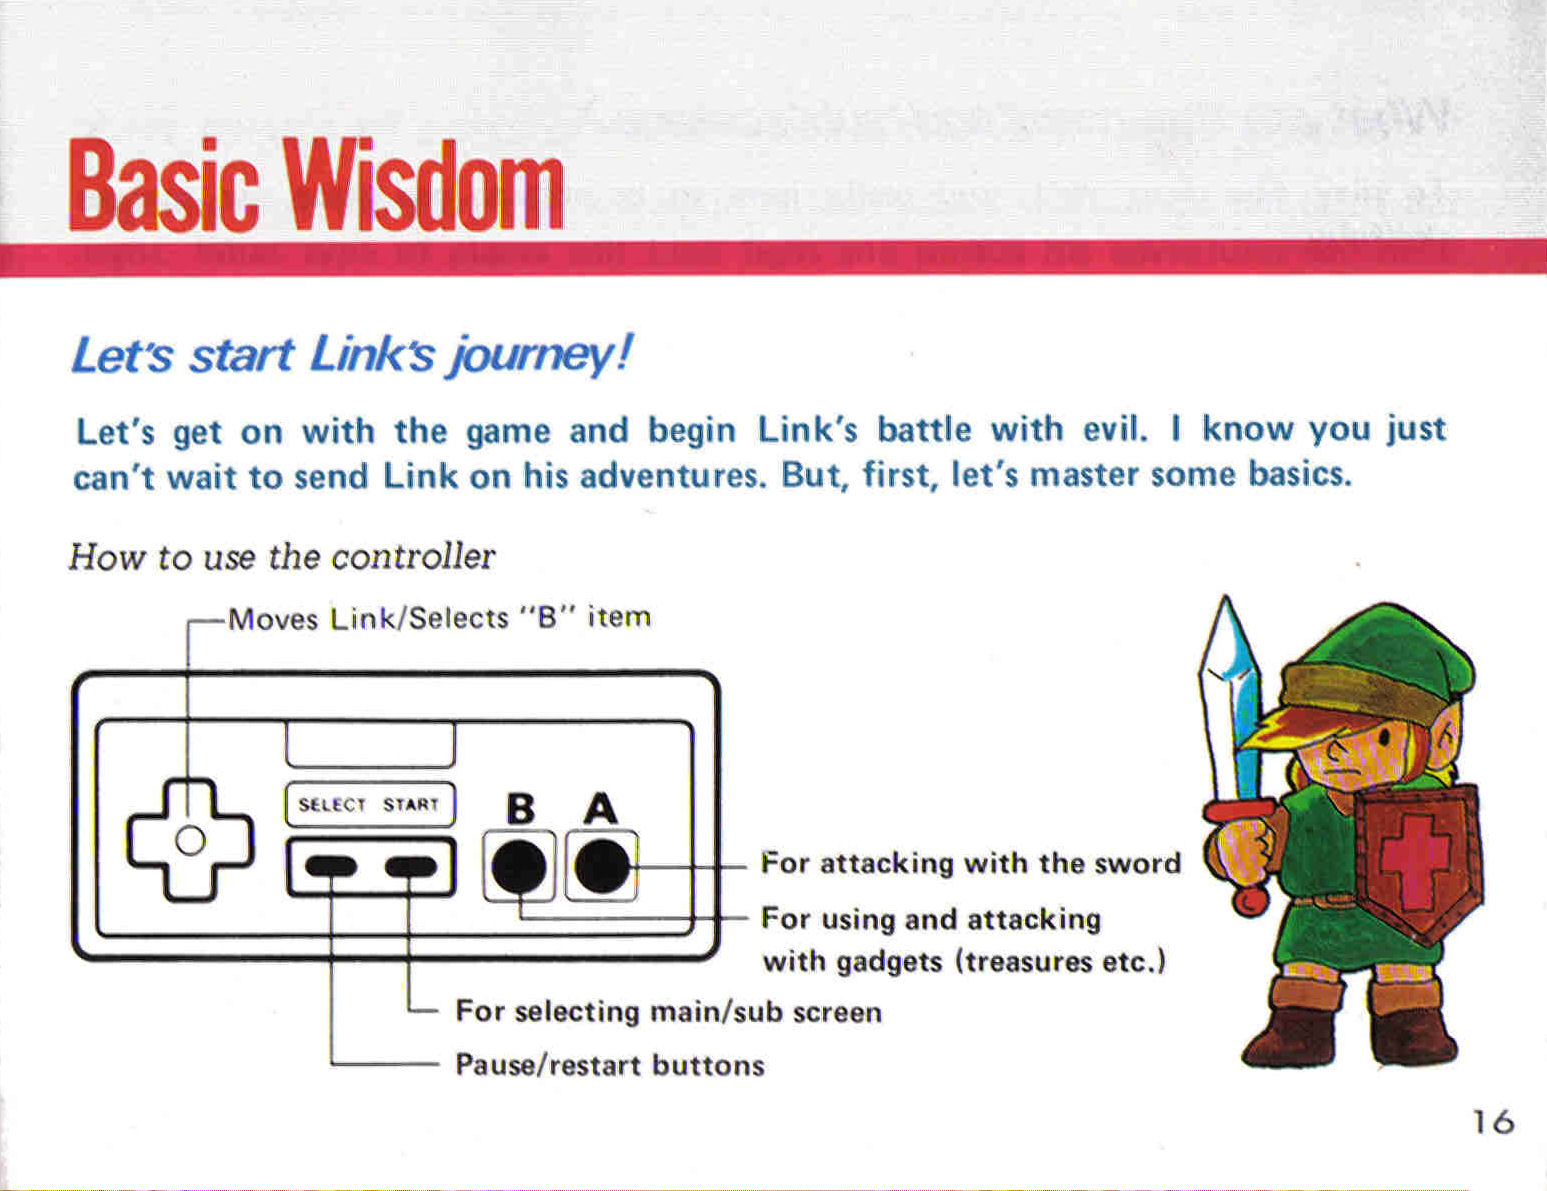 Basic Wisdom
Let's start Link's journey!
Let's get on with the game and begin Link's battle with evil. I know you just
can't wait to send Link on his adventures. But, first, let's master some basics.
How to use the controller
Moves Link/Selects "B" item
SELECT START
B A
For attacking with the sword
For using and attacking
with gadgets (treasures etc.)
For selecting main/sub screen
Pause/restart buttons
16